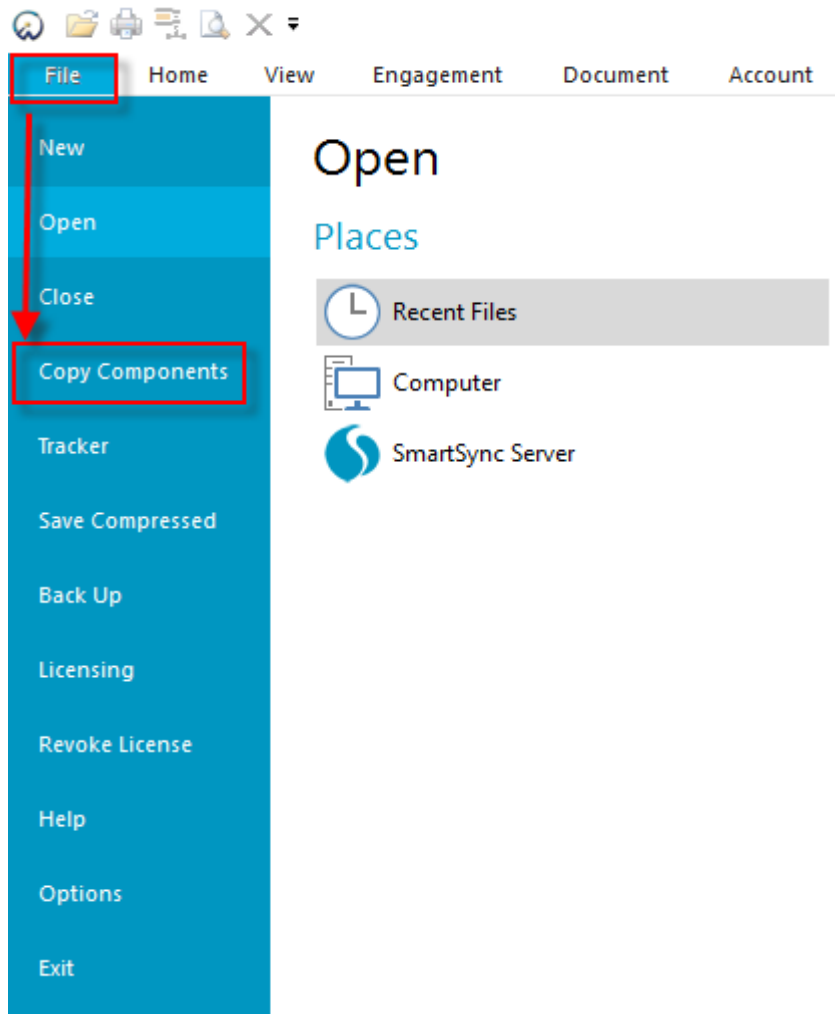 File Home View Engagement Document Account
New
Open
Close
Copy Components
Tracker
Save Compressed
Back Up
Licensing
Revoke License
Help
Options
Exit
Open
Places
Recent Files
Computer
SmartSync Server